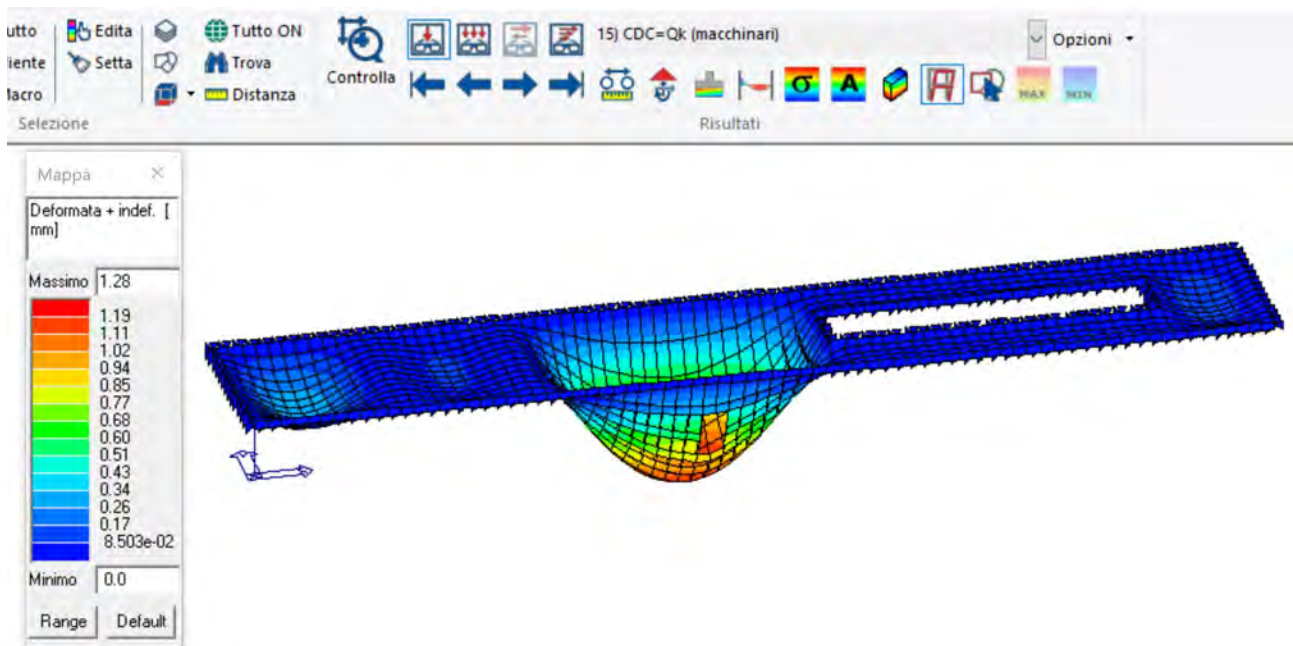 utto Edita Tutto ON 15) CDC=Qk (macchinari) Opzioni
iente Setta Trova Controlla
Macro Distanza
Selezione Risultati
MAX MIN
σ A
Mappa
Deformata + indef. [
mm]
Massimo 1.28
1.19
1.11
1.02
0.94
0.85
0.77
0.68
0.60
0.51
0.43
0.34
0.26
0.17
8.503e-02
Minimo 0.0
Range Default